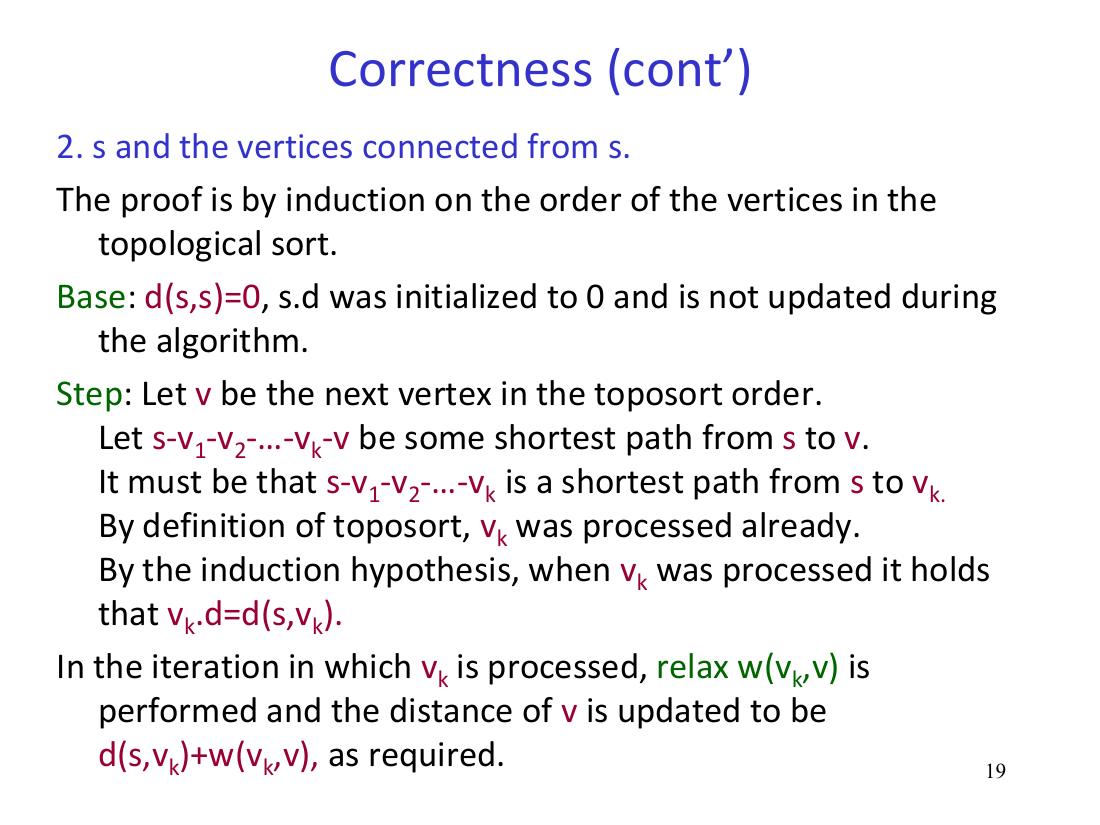 Correctness (cont’)
2. s and the vertices connected from s.
The proof is by induction on the order of the vertices in the
topological sort.
Base: d(s,s)=0, s.d was initialized to 0 and is not updated during
the algorithm.
Step: Let v be the next vertex in the toposort order.
Let s-v₁-v₂-…-vₖ-v be some shortest path from s to v.
It must be that s-v₁-v₂-…-vₖ is a shortest path from s to vₖ.
By definition of toposort, vₖ was processed already.
By the induction hypothesis, when vₖ was processed it holds
that vₖ.d=d(s,vₖ).
In the iteration in which vₖ is processed, relax w(vₖ,v) is
performed and the distance of v is updated to be
d(s,vₖ)+w(vₖ,v), as required.
19